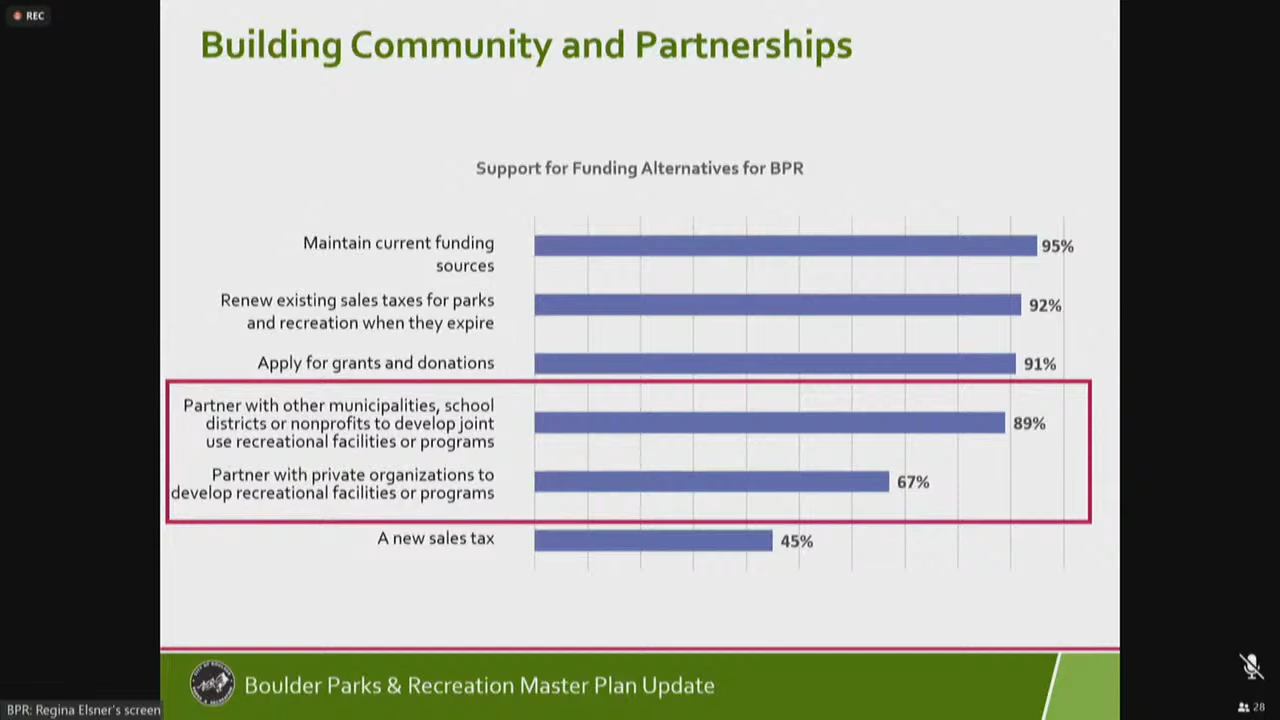 REC
Building Community and Partnerships
Support for Funding Alternatives for BPR
Maintain current funding
sources
95%
Renew existing sales taxes for parks
and recreation when they expire
92%
Apply for grants and donations
91%
Partner with other municipalities, school
districts or nonprofits to develop joint
use recreational facilities or programs
89%
Partner with private organizations to
develop recreational facilities or programs
67%
A new sales tax
45%
Boulder Parks & Recreation Master Plan Update
BPR: Regina Elsner's screen
28